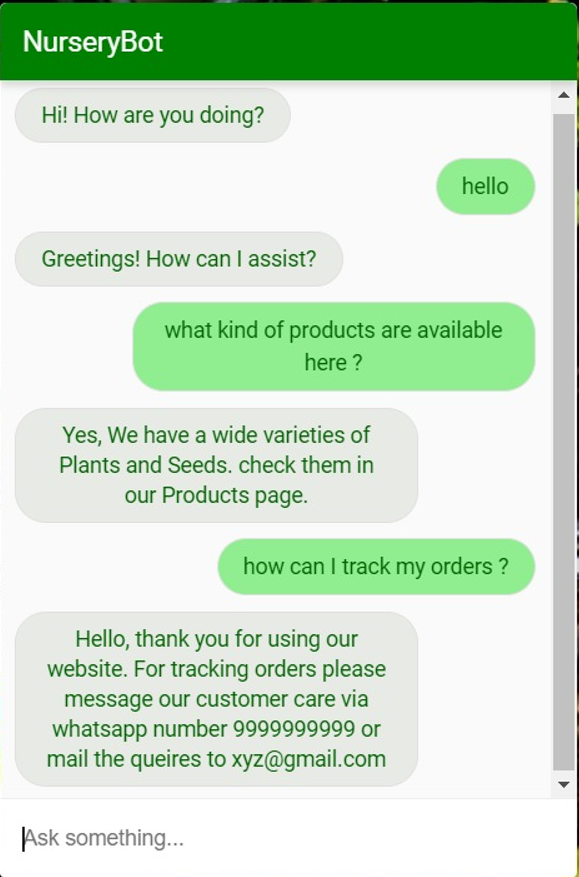 NurseryBot
Hi! How are you doing?
hello
Greetings! How can I assist?
what kind of products are available
here ?
Yes, We have a wide varieties of
Plants and Seeds. check them in
our Products page.
how can I track my orders ?
Hello, thank you for using our
website. For tracking orders please
message our customer care via
whatsapp number 9999999999 or
mail the queires to xyz@gmail.com
Ask something...